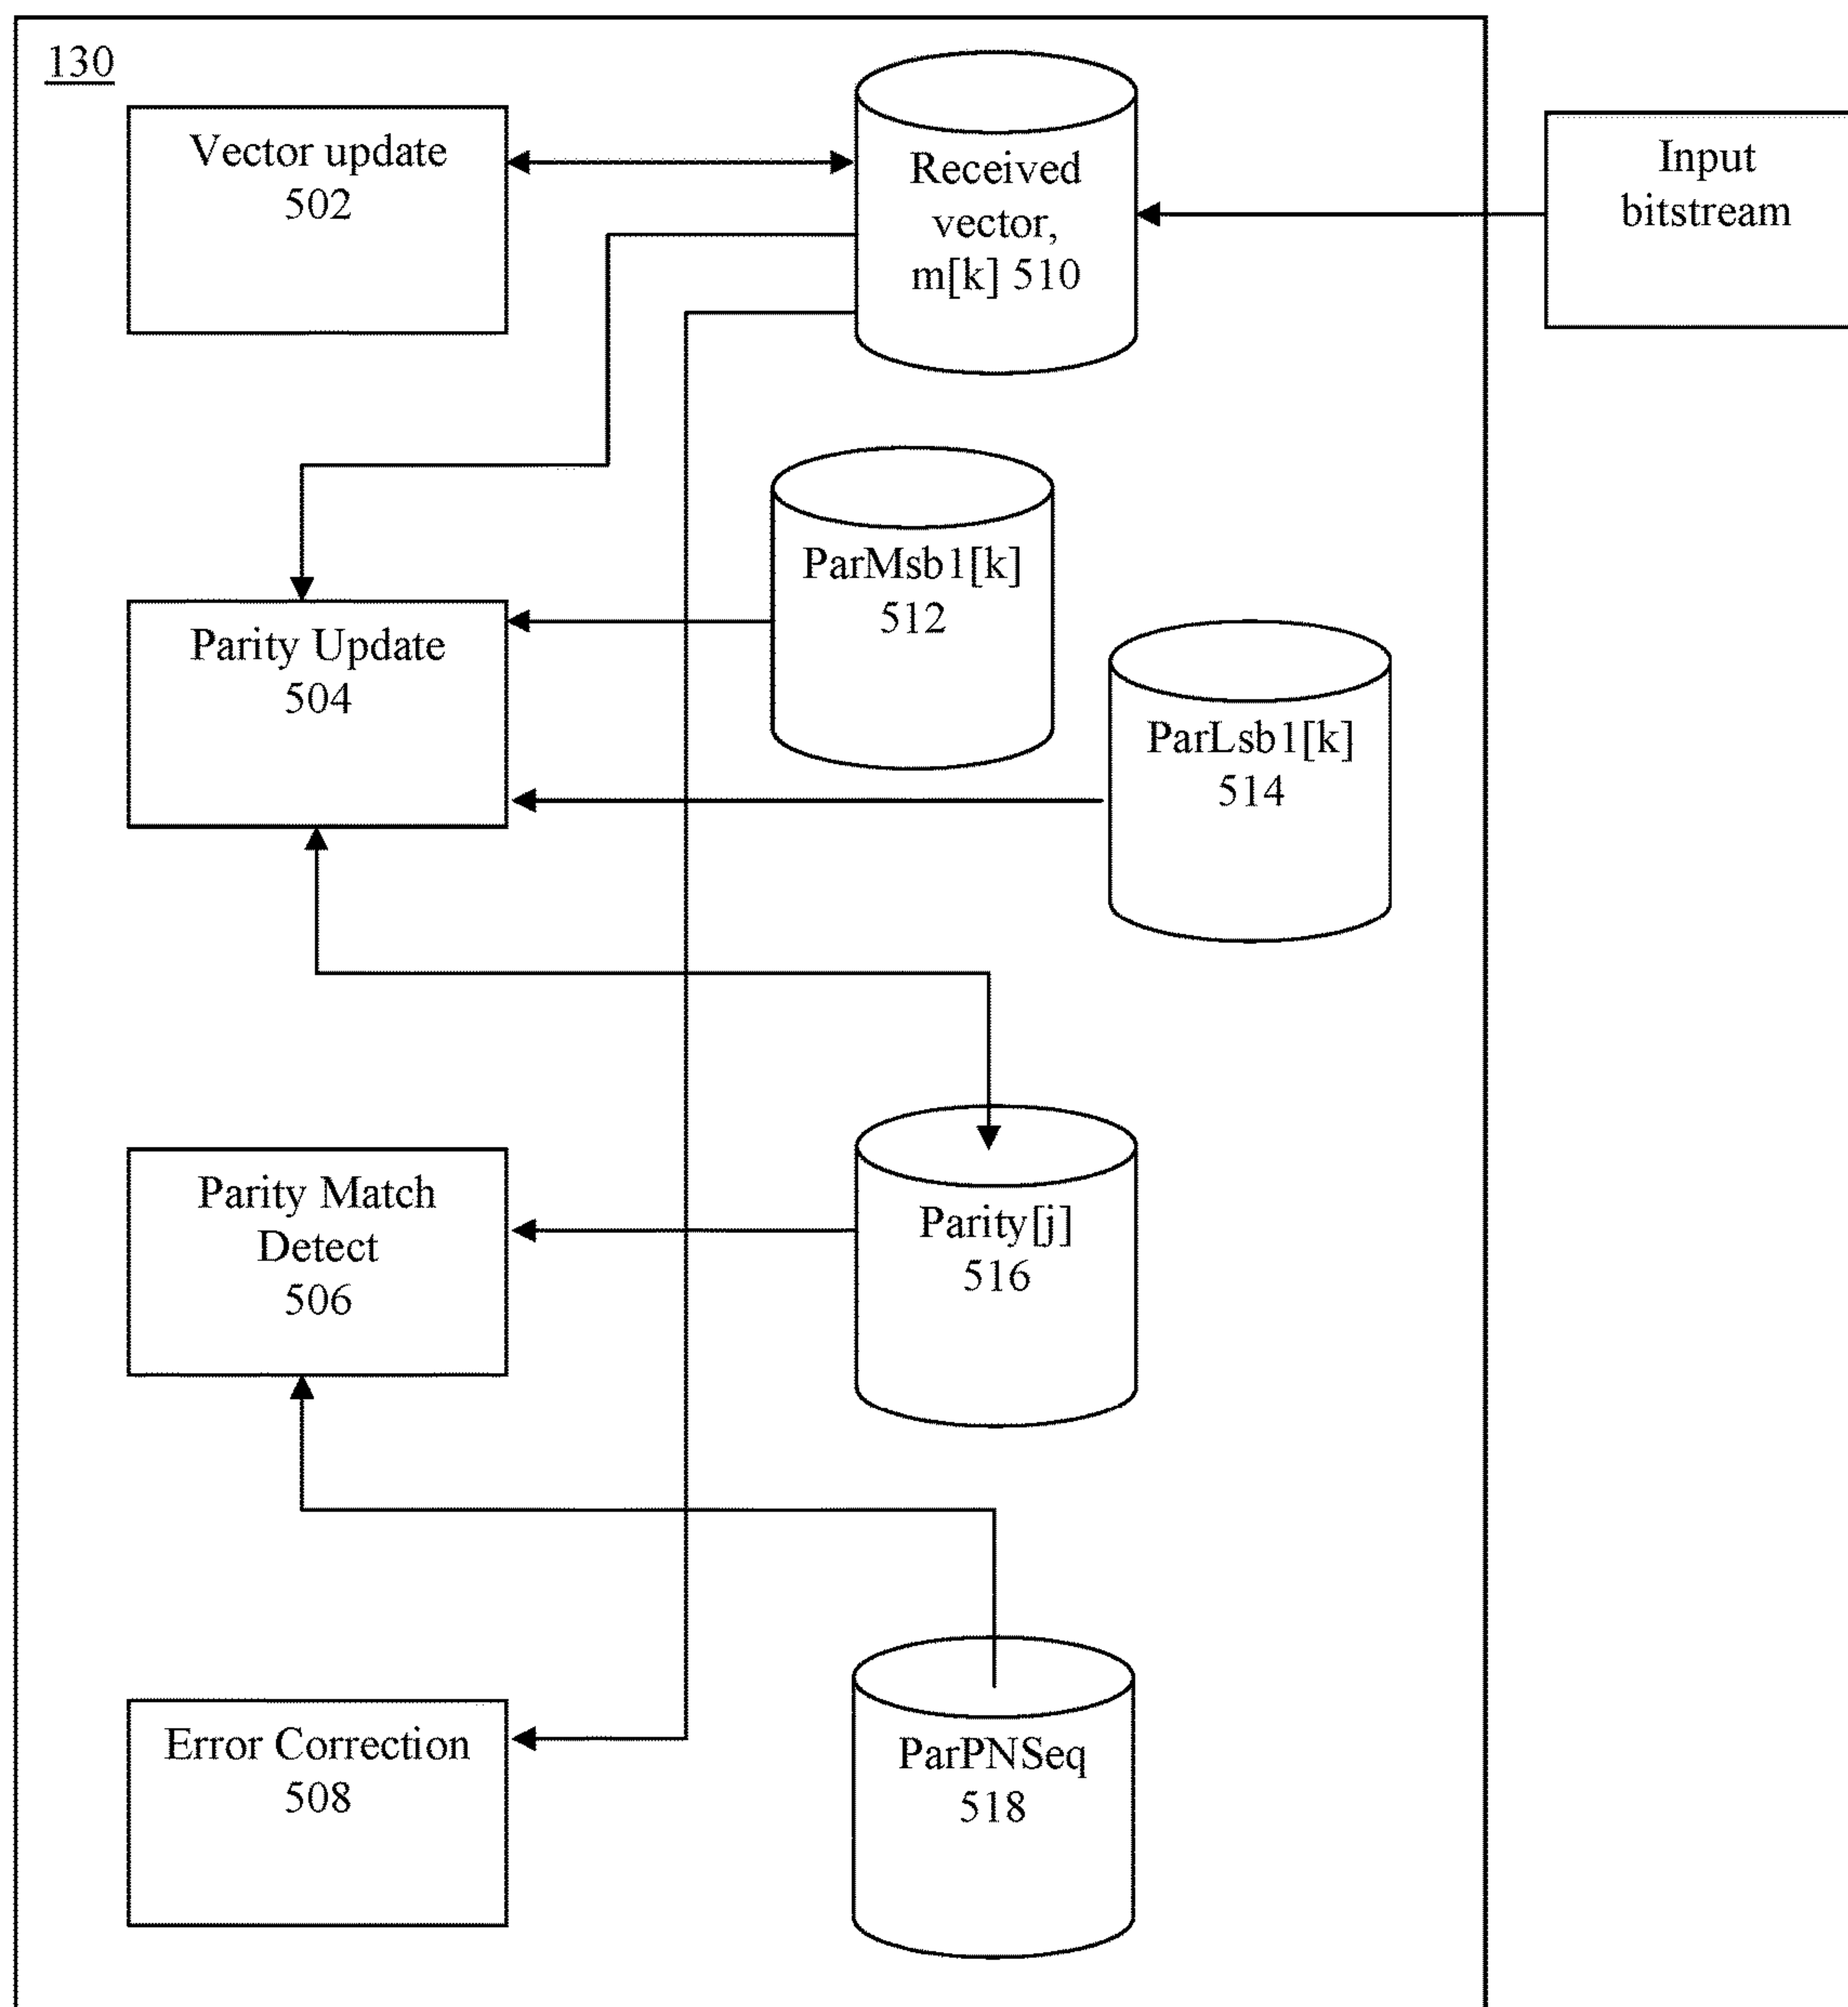 130
Vector update
502
Received
vector,
m[k] 510
Input
bitstream
ParMsb1[k]
512
Parity Update
504
ParLsb1[k]
514
Parity Match
Detect
506
Parity[j]
516
Error Correction
508
ParPNSeq
518